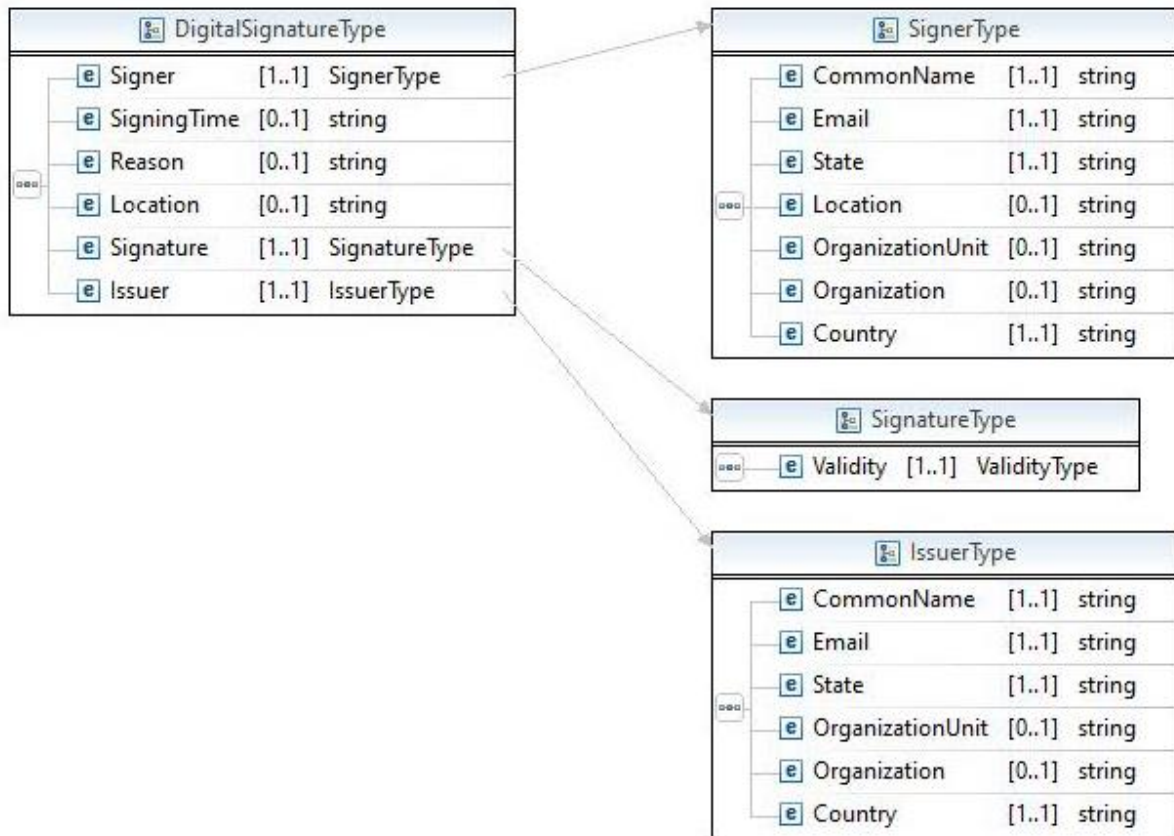 DigitalSignatureType
e Signer [1..1] SignerType
e SigningTime [0..1] string
e Reason [0..1] string
e Location [0..1] string
e Signature [1..1] SignatureType
e Issuer [1..1] IssuerType
SignerType
e CommonName [1..1] string
e Email [1..1] string
e State [1..1] string
e Location [0..1] string
e OrganizationUnit [0..1] string
e Organization [0..1] string
e Country [1..1] string
SignatureType
e Validity [1..1] ValidityType
IssuerType
e CommonName [1..1] string
e Email [1..1] string
e State [1..1] string
e OrganizationUnit [0..1] string
e Organization [0..1] string
e Country [1..1] string